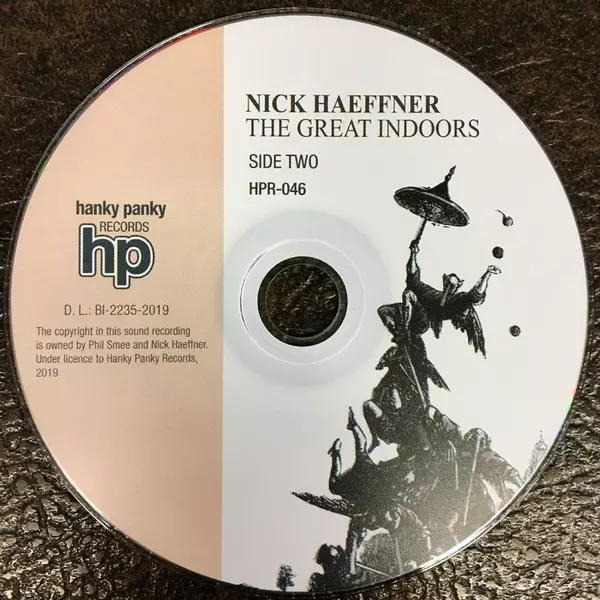 NICK HAEFFNER
THE GREAT INDOORS
SIDE TWO
HPR-046
hanky panky
RECORDS
hp
D. L.: BI-2235-2019
The copyright in this sound recording
is owned by Phil Smee and Nick Haeffner.
Under licence to Hanky Panky Records,
2019